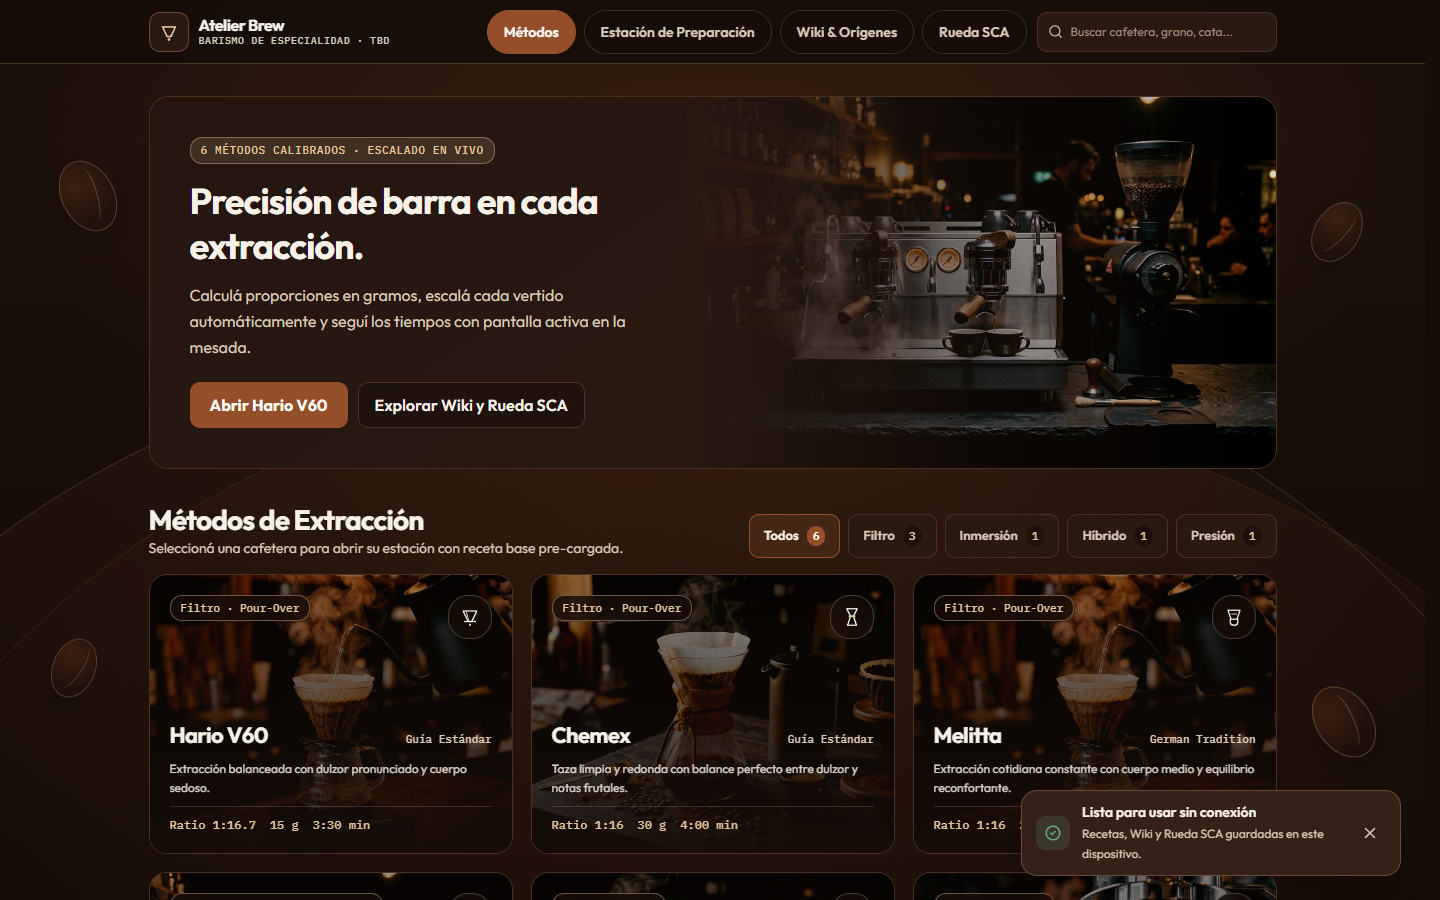 Atelier Brew
BARISMO DE ESPECIALIDAD · TBD
Métodos
Estación de Preparación
Wiki & Orígenes
Rueda SCA
Buscar cafetera, grano, cata...
6 MÉTODOS CALIBRADOS · ESCALADO EN VIVO
Precisión de barra en cada
extracción.
Calculá proporciones en gramos, escalá cada vertido
automáticamente y seguí los tiempos con pantalla activa en la
mesada.
Abrir Hario V60
Explorar Wiki y Rueda SCA
Métodos de Extracción
Seleccioná una cafetera para abrir su estación con receta base pre-cargada.
Todos 6
Filtro 3
Inmersión 1
Híbrido 1
Presión 1
Filtro · Pour-Over
Hario V60
Guía Estándar
Extracción balanceada con dulzor pronunciado y cuerpo
sedoso.
Ratio 1:16.7 15 g 3:30 min
Filtro · Pour-Over
Chemex
Guía Estándar
Taza limpia y redonda con balance perfecto entre dulzor y
notas frutales.
Ratio 1:16 30 g 4:00 min
Filtro · Pour-Over
Melitta
German Tradition
Extracción cotidiana constante con cuerpo medio y equilibrio
reconfortante.
Ratio 1:16
Lista para usar sin conexión
Recetas, Wiki y Rueda SCA guardadas en este
dispositivo.